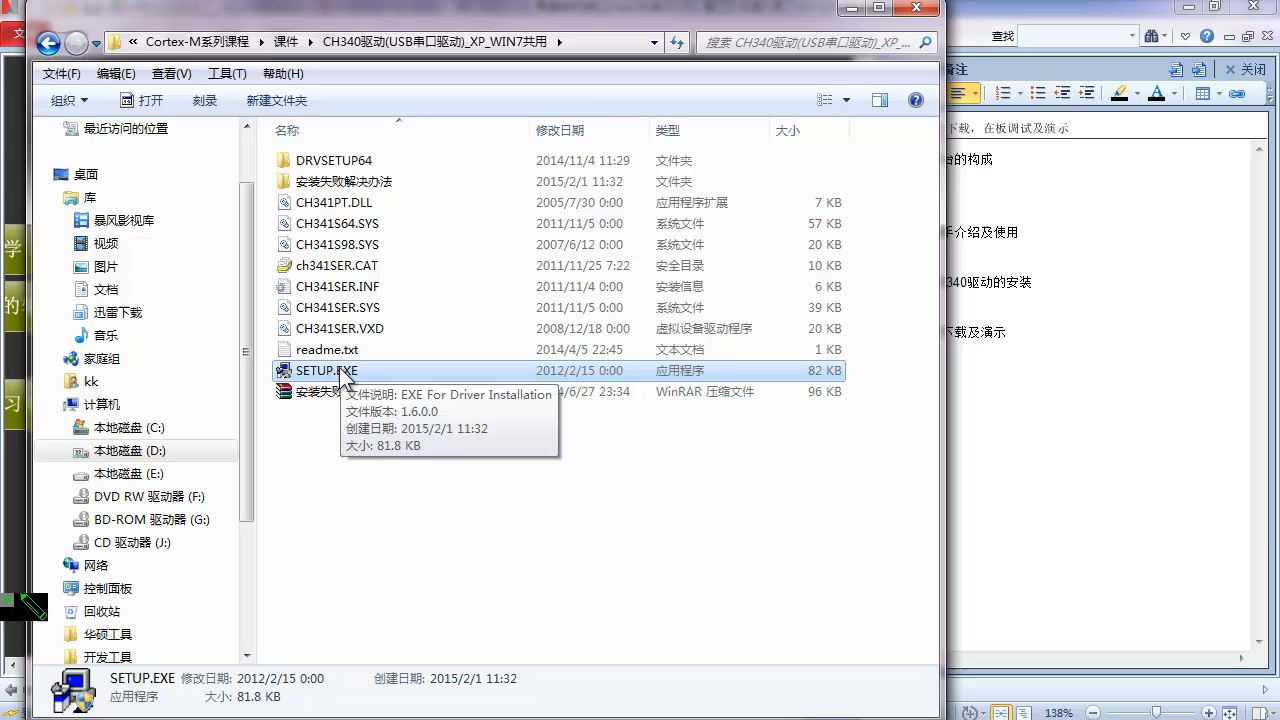 文
Cortex-M系列课程 课件 CH340驱动(USB串口驱动)_XP_WIN7共用
搜索 CH340驱动(USB串口驱动)_XP_...
查找
文件(F) 编辑(E) 查看(V) 工具(T) 帮助(H)
备注
关闭
组织 打开 刻录 新建文件夹
最近访问的位置
桌面
库
暴风影视库
视频
图片
文档
迅雷下载
音乐
家庭组
kk
计算机
本地磁盘 (C:)
本地磁盘 (D:)
本地磁盘 (E:)
DVD RW 驱动器 (F:)
BD-ROM 驱动器 (G:)
CD 驱动器 (J:)
网络
控制面板
回收站
华硕工具
开发工具
名称 修改日期 类型 大小
DRVSETUP64 2014/11/4 11:29 文件夹
安装失败解决办法 2015/2/1 11:32 文件夹
CH341PT.DLL 2005/7/30 0:00 应用程序扩展 7 KB
CH341S64.SYS 2011/11/5 0:00 系统文件 57 KB
CH341S98.SYS 2007/6/12 0:00 系统文件 20 KB
ch341SER.CAT 2011/11/25 7:22 安全目录 10 KB
CH341SER.INF 2011/11/4 0:00 安装信息 6 KB
CH341SER.SYS 2011/11/5 0:00 系统文件 39 KB
CH341SER.VXD 2008/12/18 0:00 虚拟设备驱动程序 20 KB
readme.txt 2014/4/5 22:45 文本文档 1 KB
SETUP.EXE 2012/2/15 0:00 应用程序 82 KB
安装失败 4/6/27 23:34 WinRAR 压缩文件 96 KB
文件说明: EXE For Driver Installation
文件版本: 1.6.0.0
创建日期: 2015/2/1 11:32
大小: 81.8 KB
SETUP.EXE 修改日期: 2012/2/15 0:00 创建日期: 2015/2/1 11:32
应用程序 大小: 81.8 KB
下载，在板调试及演示
台的构成
手介绍及使用
340驱动的安装
下载及演示
学
的
习
138%